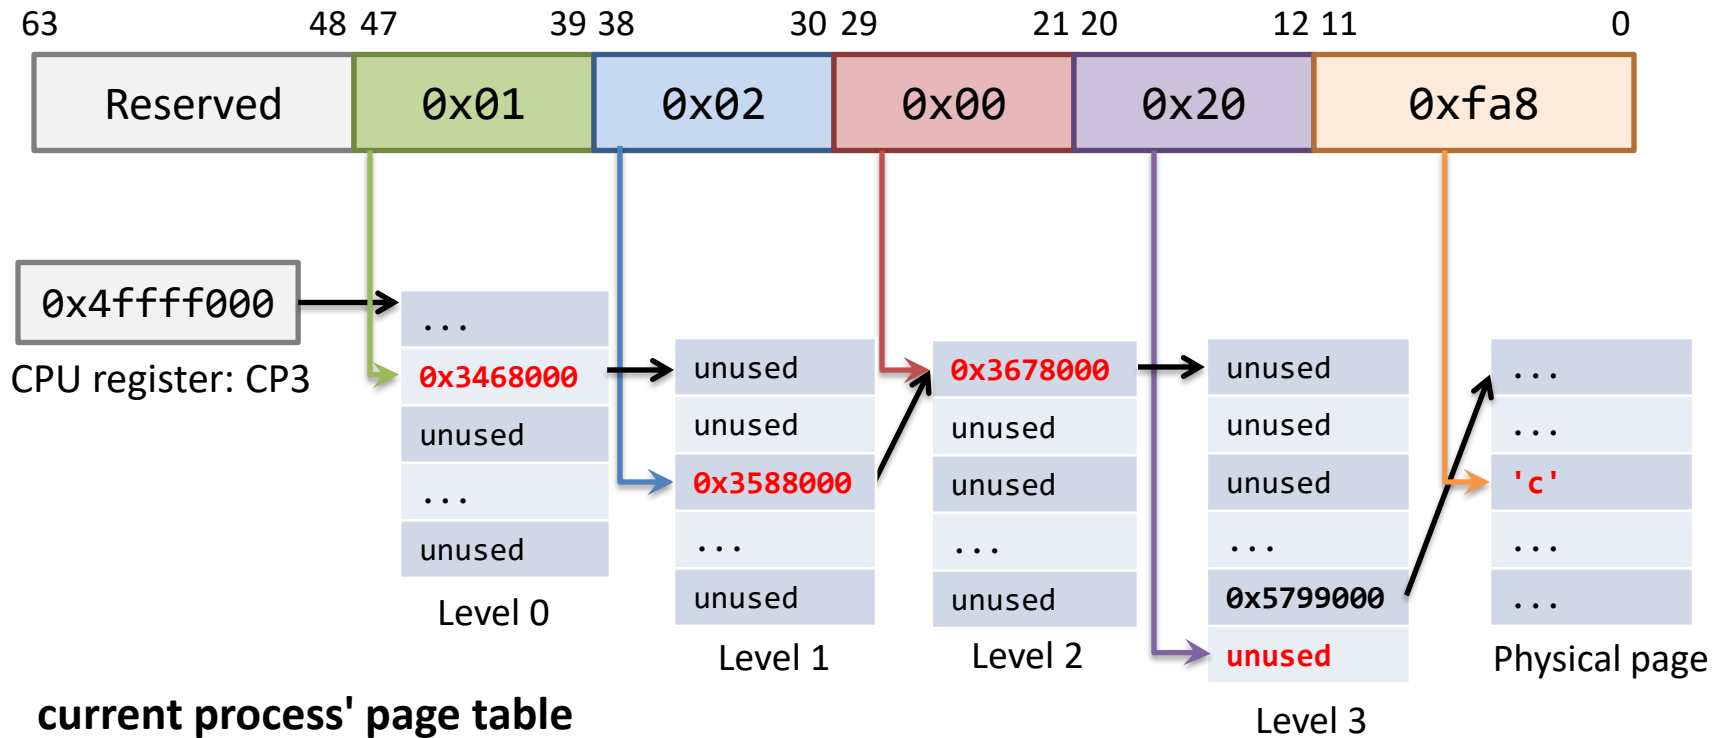 63 48 47 39 38 30 29 21 20 12 11 0
Reserved 0x01 0x02 0x00 0x20 0xfa8
0x4ffff000
CPU register: CP3
...
0x3468000
unused
...
unused
Level 0
unused
unused
0x3588000
...
unused
Level 1
0x3678000
unused
unused
...
unused
Level 2
unused
unused
unused
...
0x5799000
unused
Level 3
...
...
'c'
...
...
Physical page
current process' page table